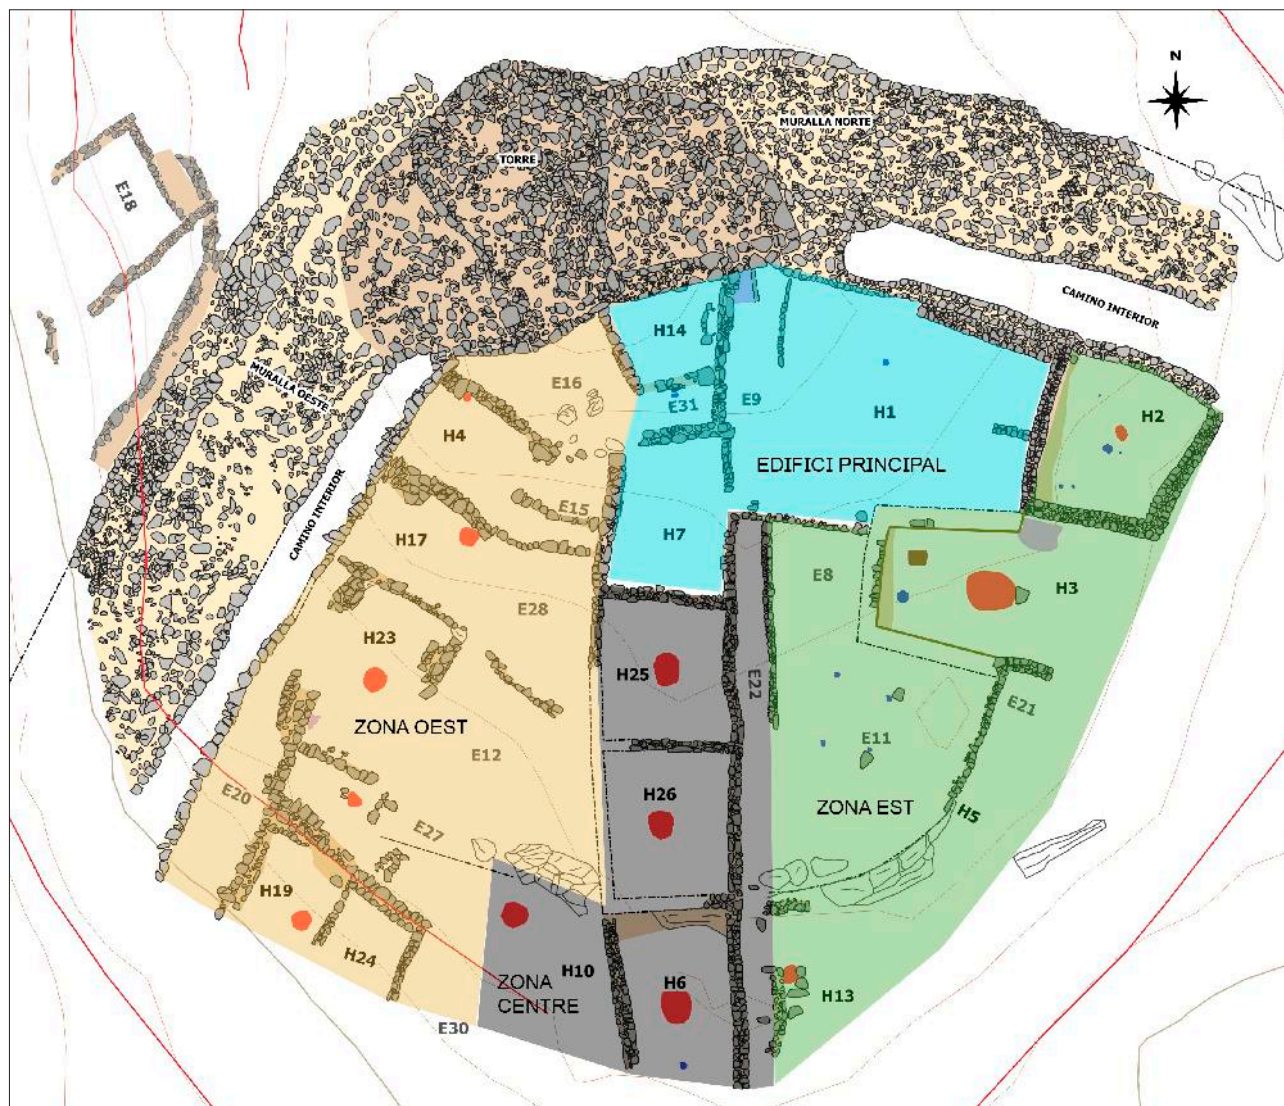 N
MURALLA NORTE
TORRE
E18
CAMINO INTERIOR
H14
E16
E31
E9
H1
H2
MURALLA OESTE
H4
EDIFICI PRINCIPAL
E15
H17
H7
CAMINO INTERIOR
E8
H3
E28
H23
H25
E22
E21
ZONA OEST
E12
E11
H26
ZONA EST
H5
E20
E27
H19
H24
H10
ZONA
CENTRE
H6
H13
E30